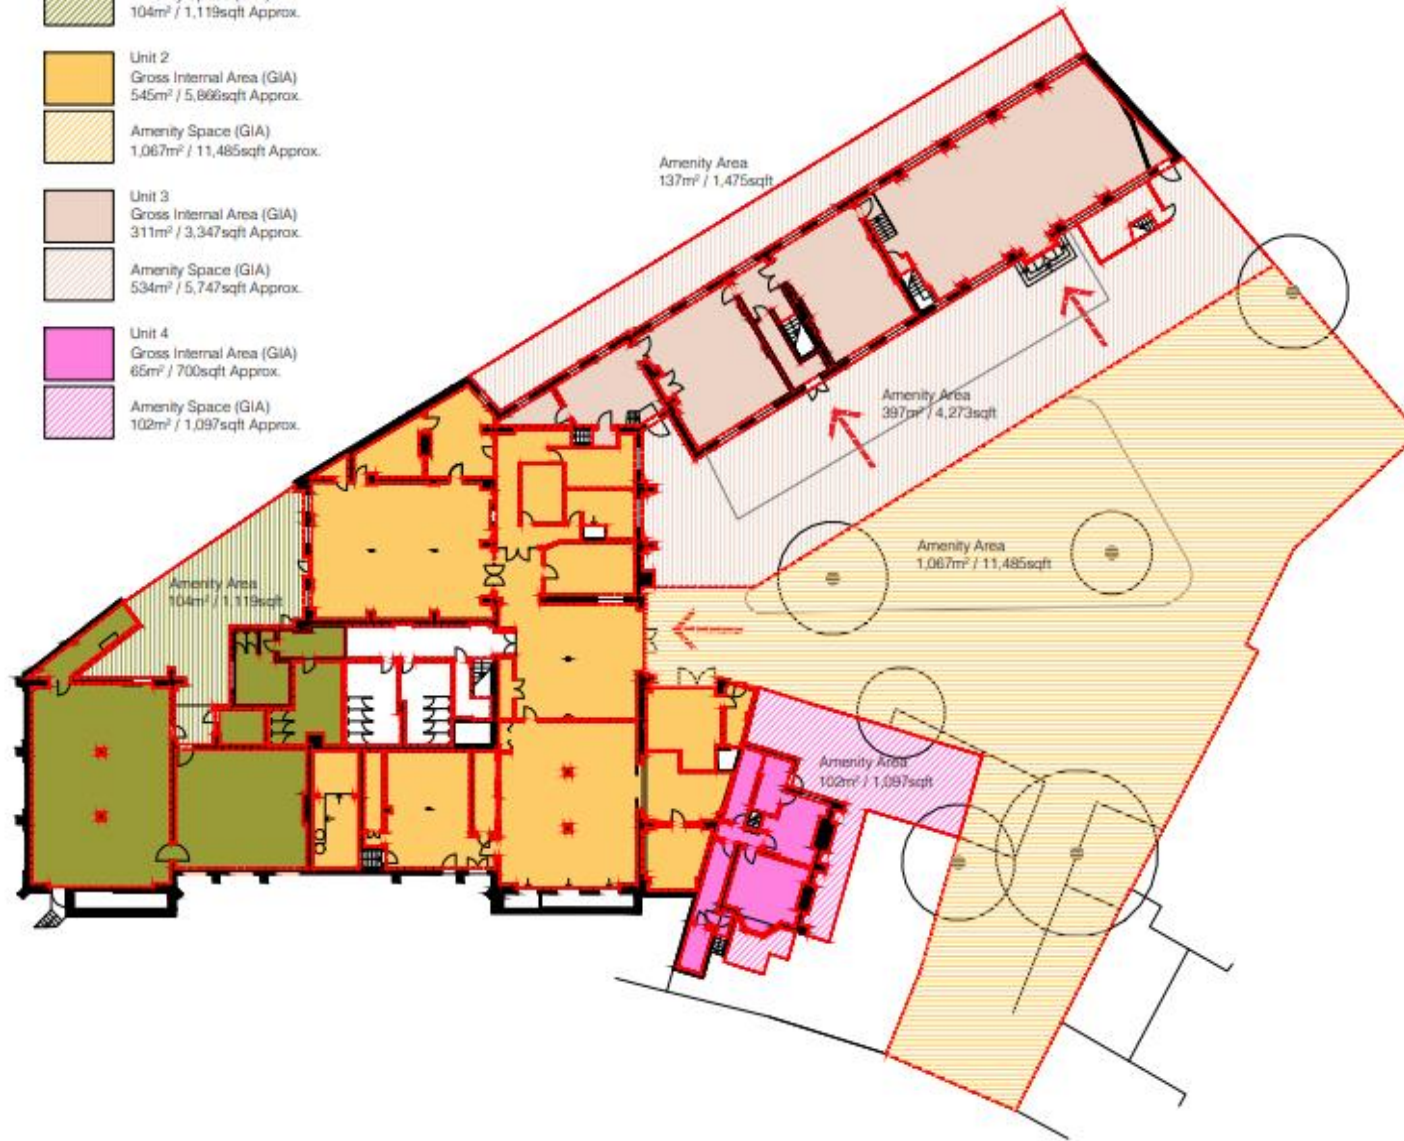 104m² / 1,119sqft Approx.
Unit 2
Gross Internal Area (GIA)
545m² / 5,866sqft Approx.
Amenity Space (GIA)
1,067m² / 11,485sqft Approx.
Unit 3
Gross Internal Area (GIA)
311m² / 3,347sqft Approx.
Amenity Space (GIA)
534m² / 5,747sqft Approx.
Unit 4
Gross Internal Area (GIA)
65m² / 700sqft Approx.
Amenity Space (GIA)
102m² / 1,097sqft Approx.
Amenity Area
137m² / 1,475sqft
Amenity Area
397m² / 4,273sqft
Amenity Area
1,067m² / 11,485sqft
Amenity Area
104m² / 1.119sqft
Amenity Area
102m² / 1,097sqft